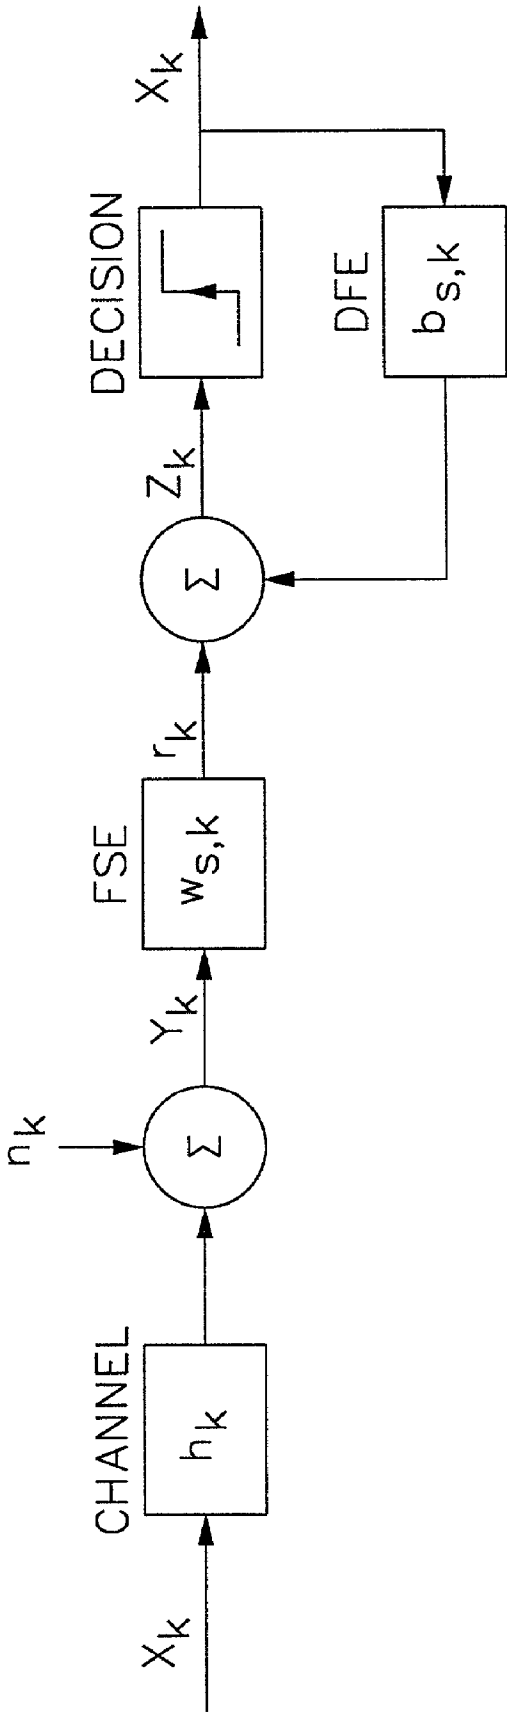 X_k
CHANNEL
h_k
n_k
Σ
Y_k
FSE
w_s,k
r_k
Σ
Z_k
DECISION
X_k
DFE
b_s,k